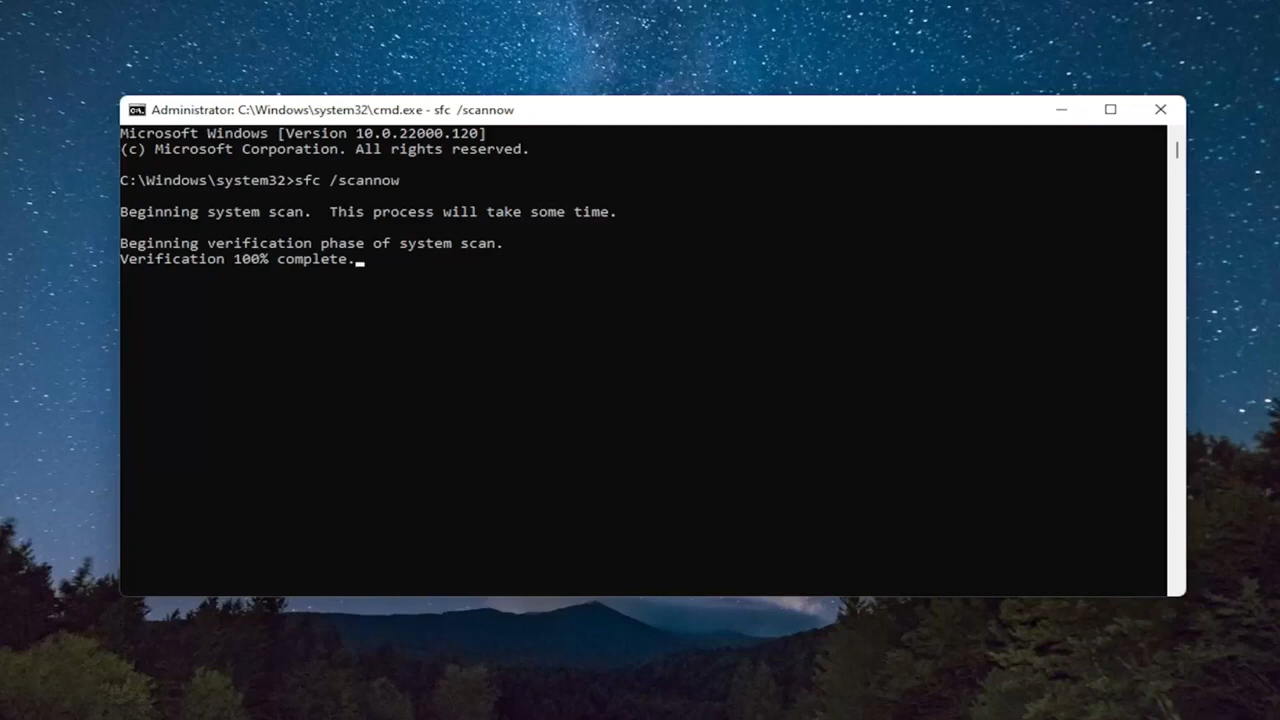 Administrator: C:\Windows\system32\cmd.exe - sfc  /scannow
Microsoft Windows [Version 10.0.22000.120]
(c) Microsoft Corporation. All rights reserved.
C:\Windows\system32>sfc /scannow
Beginning system scan.  This process will take some time.
Beginning verification phase of system scan.
Verification 100% complete.